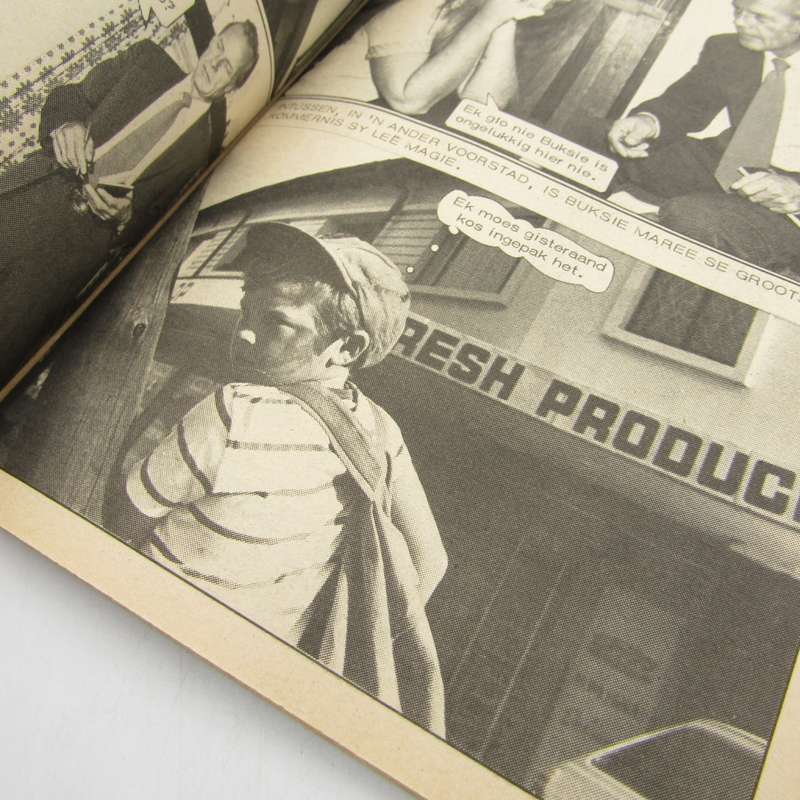 Ek glo nie Buksie is
ongelukkig hier nie.
INTUSSEN, IN 'N ANDER VOORSTAD, IS BUKSIE MAREE SE GROOTS
KOMMERNIS SY LEË MAGIE.
Ek moes gisteraand
kos ingepak het.
RESH PRODUC